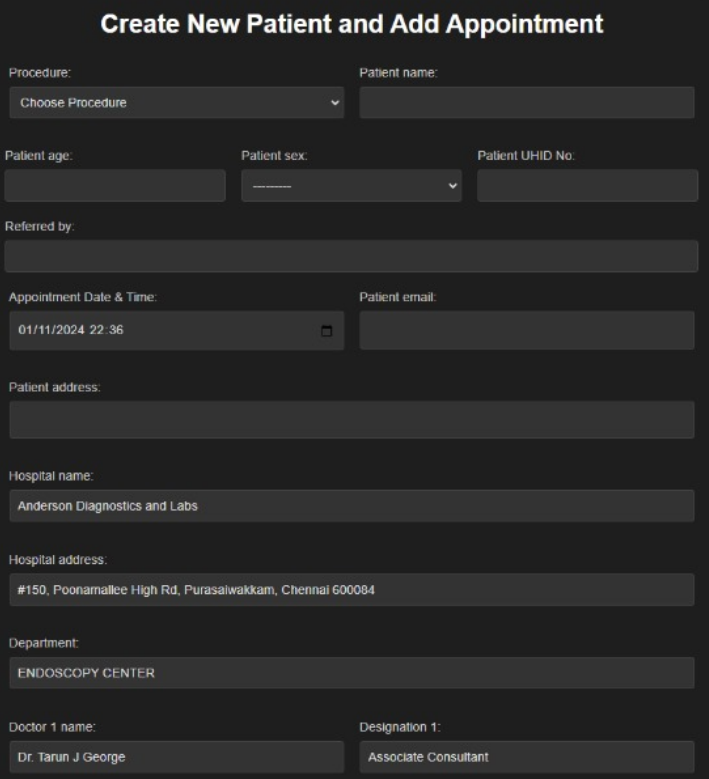 Create New Patient and Add Appointment
Procedure: Patient name:
Choose Procedure
Patient age: Patient sex: Patient UHID No:
---------
Referred by:
Appointment Date & Time: Patient email:
01/11/2024 22:36
Patient address:
Hospital name:
Anderson Diagnostics and Labs
Hospital address:
#150, Poonamallee High Rd, Purasaiwakkam, Chennai 600084
Department:
ENDOSCOPY CENTER
Doctor 1 name: Designation 1:
Dr. Tarun J George Associate Consultant